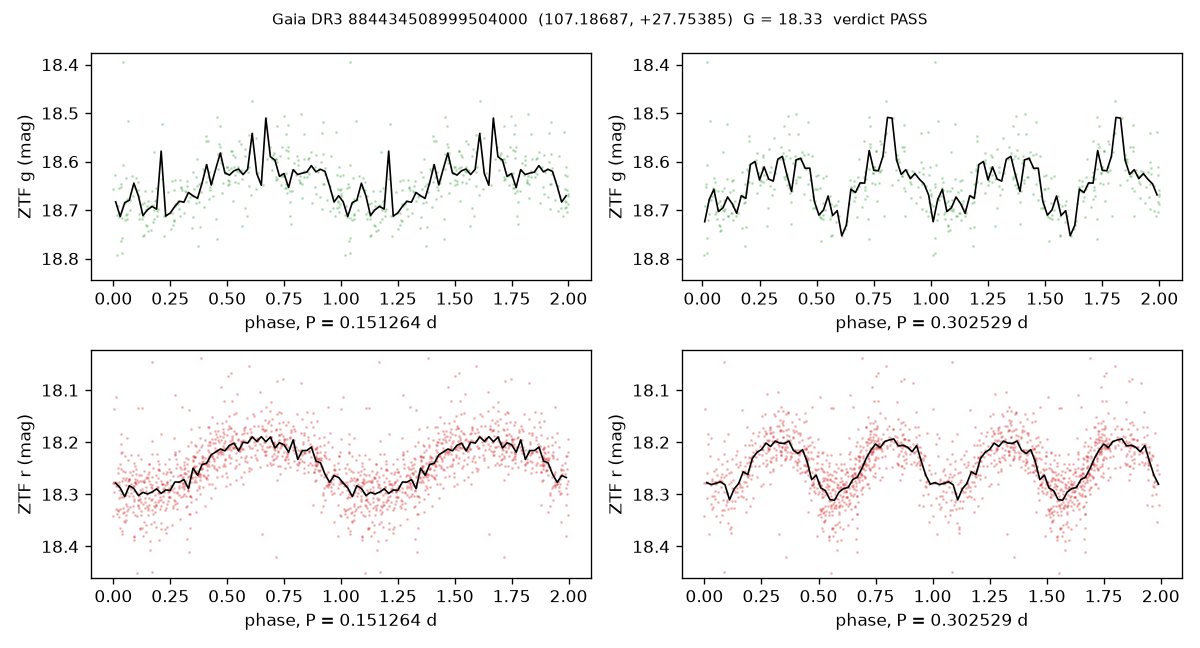 Gaia DR3 884434508999504000 (107.18687, +27.75385) G = 18.33 verdict PASS
ZTF g (mag)
18.4
18.5
18.6
18.7
18.8
0.00 0.25 0.50 0.75 1.00 1.25 1.50 1.75 2.00
phase, P = 0.151264 d
ZTF g (mag)
18.4
18.5
18.6
18.7
18.8
0.00 0.25 0.50 0.75 1.00 1.25 1.50 1.75 2.00
phase, P = 0.302529 d
ZTF r (mag)
18.1
18.2
18.3
18.4
0.00 0.25 0.50 0.75 1.00 1.25 1.50 1.75 2.00
phase, P = 0.151264 d
ZTF r (mag)
18.1
18.2
18.3
18.4
0.00 0.25 0.50 0.75 1.00 1.25 1.50 1.75 2.00
phase, P = 0.302529 d